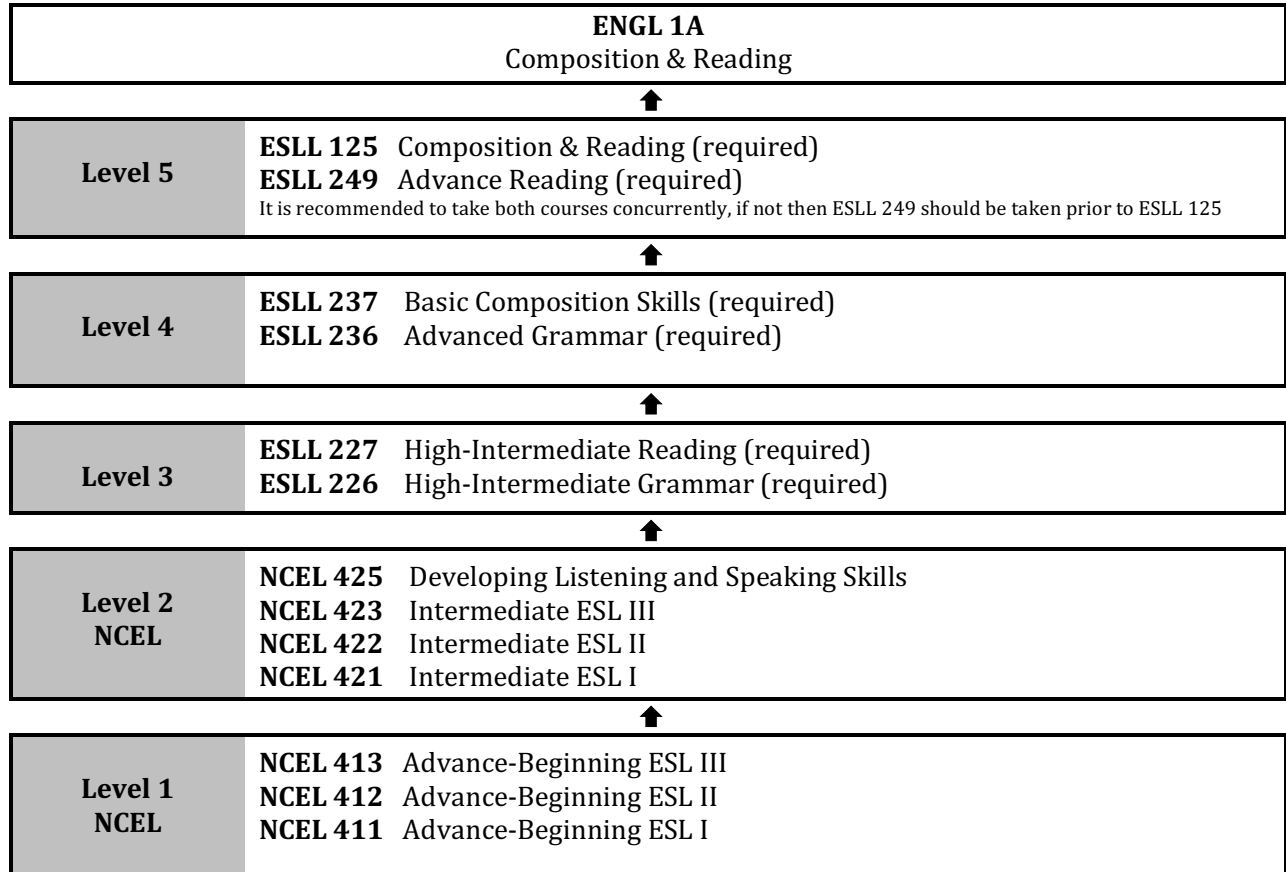 ENGL 1A
Composition & Reading
Level 5
ESLL 125 Composition & Reading (required)
ESLL 249 Advance Reading (required)
It is recommended to take both courses concurrently, if not then ESLL 249 should be taken prior to ESLL 125
Level 4
ESLL 237 Basic Composition Skills (required)
ESLL 236 Advanced Grammar (required)
Level 3
ESLL 227 High-Intermediate Reading (required)
ESLL 226 High-Intermediate Grammar (required)
Level 2
NCEL
NCEL 425 Developing Listening and Speaking Skills
NCEL 423 Intermediate ESL III
NCEL 422 Intermediate ESL II
NCEL 421 Intermediate ESL I
Level 1
NCEL
NCEL 413 Advance-Beginning ESL III
NCEL 412 Advance-Beginning ESL II
NCEL 411 Advance-Beginning ESL I